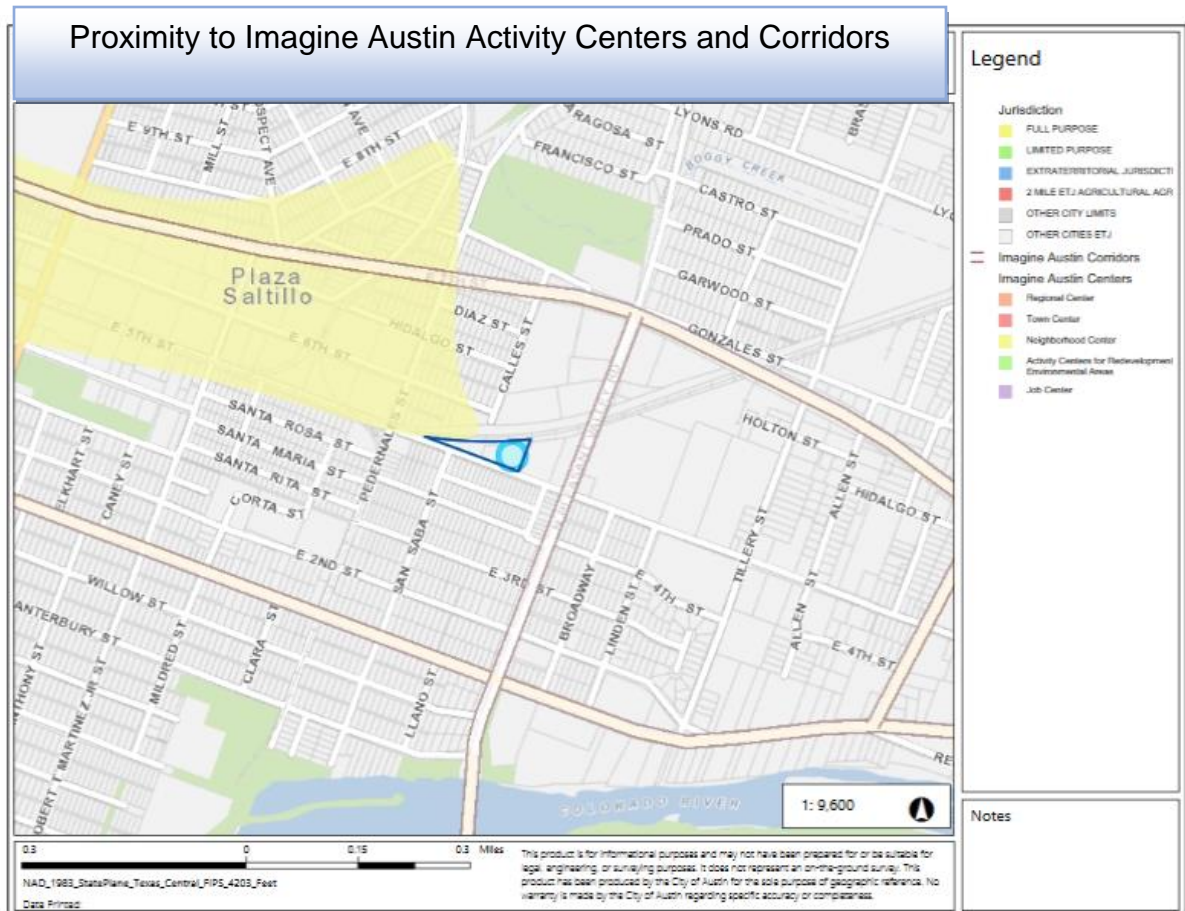 Proximity to Imagine Austin Activity Centers and Corridors
Legend
Jurisdiction
FULL PURPOSE
LIMITED PURPOSE
EXTRATERRITORIAL JURISDICTI
2 MILE ETJ AGRICULTURAL AGR
OTHER CITY LIMITS
OTHER CITIES ETJ
Imagine Austin Corridors
Imagine Austin Centers
Regional Center
Town Center
Neighborhood Center
Activity Centers for Redevelopment
Environmental Areas
Job Center
Notes
E 9TH ST
MILL ST
OSPECT AVE
AVE
E 8TH ST
ARAGOSA ST
LYONS RD
BRAS
FRANCISCO ST
BOGGY CREEK
CASTRO ST
LYO
PRADO ST
GARWOOD ST
GONZALES ST
Plaza
Saltillo
DIAZ ST
HIDALGO ST
CALLES ST
E 5TH ST
E 6TH ST
SANTA ROSA ST
SANTA MARIA ST
SANTA RITA ST
CORTA ST
PEDERNALES ST
ELKHART ST
CANEY ST
SAN SABA ST
E 2ND ST
E 3RD ST
HOLTON ST
ALLEN ST
HIDALGO ST
TILLERY ST
BROADWAY
LINDEN ST
E 4TH ST
ALLEN ST
E 4TH ST
WILLOW ST
ANTERBURY ST
NTHONY ST
ROBERT T MARTINEZ JR ST
MILDRED ST
CLARA ST
LLANO ST
RE
COLORADO RIVER
1: 9,600
0.3
0
0.15
0.3
Miles
NAD_1983_StatePlane_Texas_Central_FIPS_4203_Feet
Date Printed:
This product is for informational purposes and may not have been prepared for or be suitable for
legal, engineering, or surveying purposes. It does not represent an on-the-ground survey. This
product has been produced by the City of Austin for the sole purpose of geographic reference. No
warranty is made by the City of Austin regarding specific accuracy or completeness.